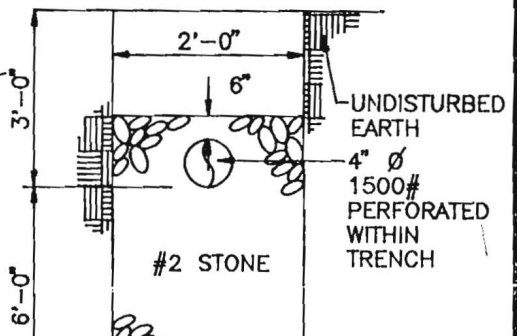 2'-0"
6"
3'-0"
UNDISTURBED
EARTH
4" Ø
1500#
PERFORATED
WITHIN
TRENCH
#2 STONE
6'-0"